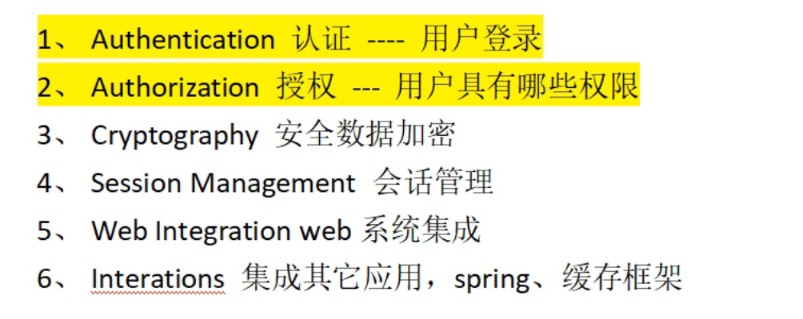 1、 Authentication 认证 ---- 用户登录
2、 Authorization 授权 --- 用户具有哪些权限
3、 Cryptography 安全数据加密
4、 Session Management 会话管理
5、 Web Integration web 系统集成
6、 Interations 集成其它应用，spring、缓存框架